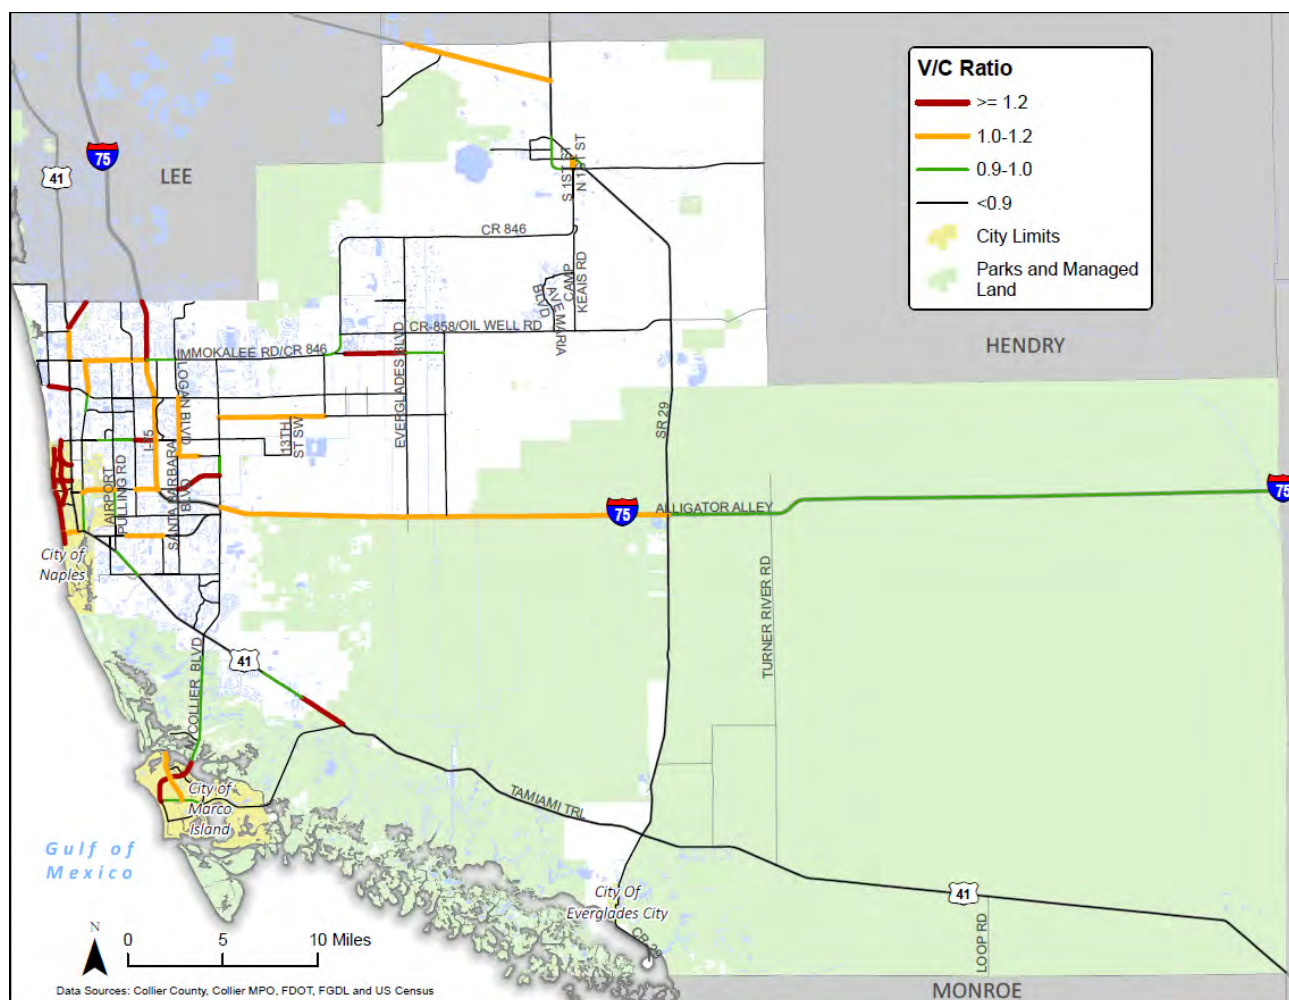 V/C Ratio
>= 1.2
1.0-1.2
0.9-1.0
<0.9
City Limits
Parks and Managed
Land
75
41
LEE
S 1ST ST
N 1ST ST
CR 846
CAMP
KEAIS RD
AVE MARIA
BLVD
CR-858/OIL WELL RD
IMMOKALEE RD/CR 846
HENDRY
LOGAN BLVD
EVERGLADES BLVD
I-75
13TH
ST SW
SR 29
AIRPORT
PULLING RD
SANTA BARBARA
BLVD
75
ALLIGATOR ALLEY
75
City of
Naples
TURNER RIVER RD
41
COLLIER BLVD
City of
Marco
Island
TAMIAMI TRL
Gulf of
Mexico
City Of
Everglades City
41
CR 29
LOOP RD
N
0 5 10 Miles
Data Sources: Collier County, Collier MPO, FDOT, FGDL and US Census
MONROE